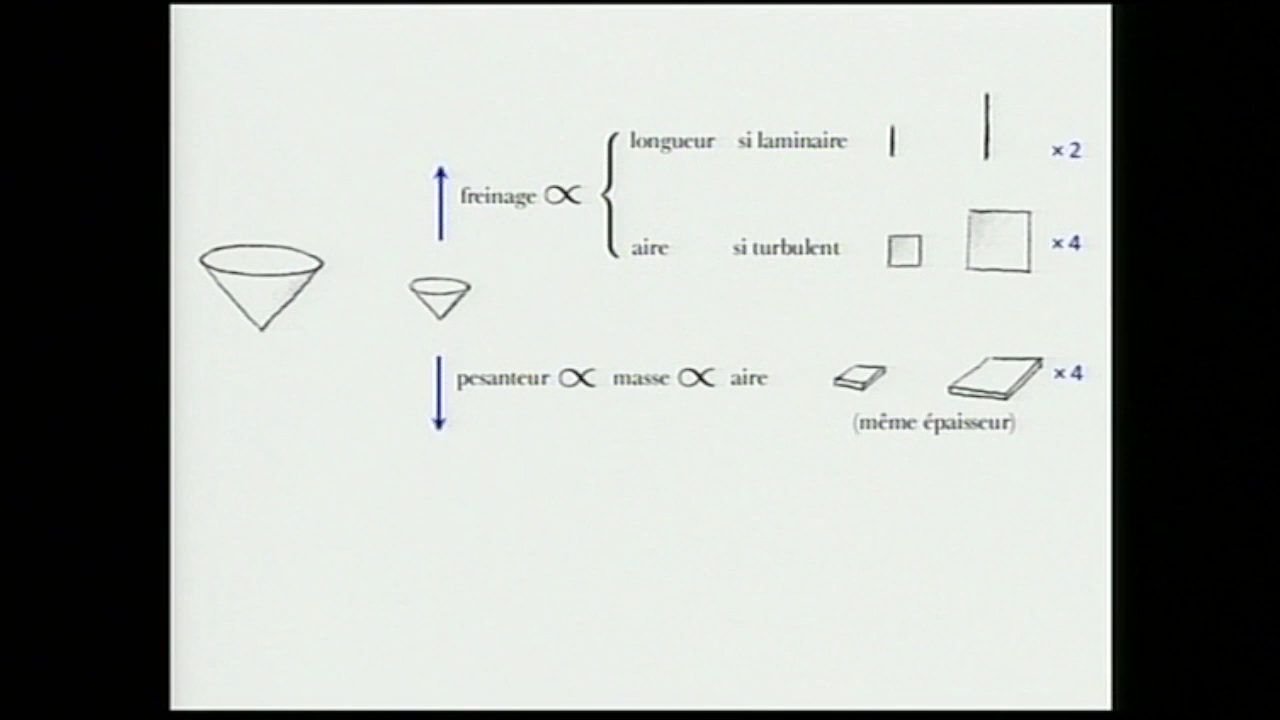 longueur si laminaire × 2
freinage ∝
aire si turbulent × 4
pesanteur ∝ masse ∝ aire × 4
(même épaisseur)